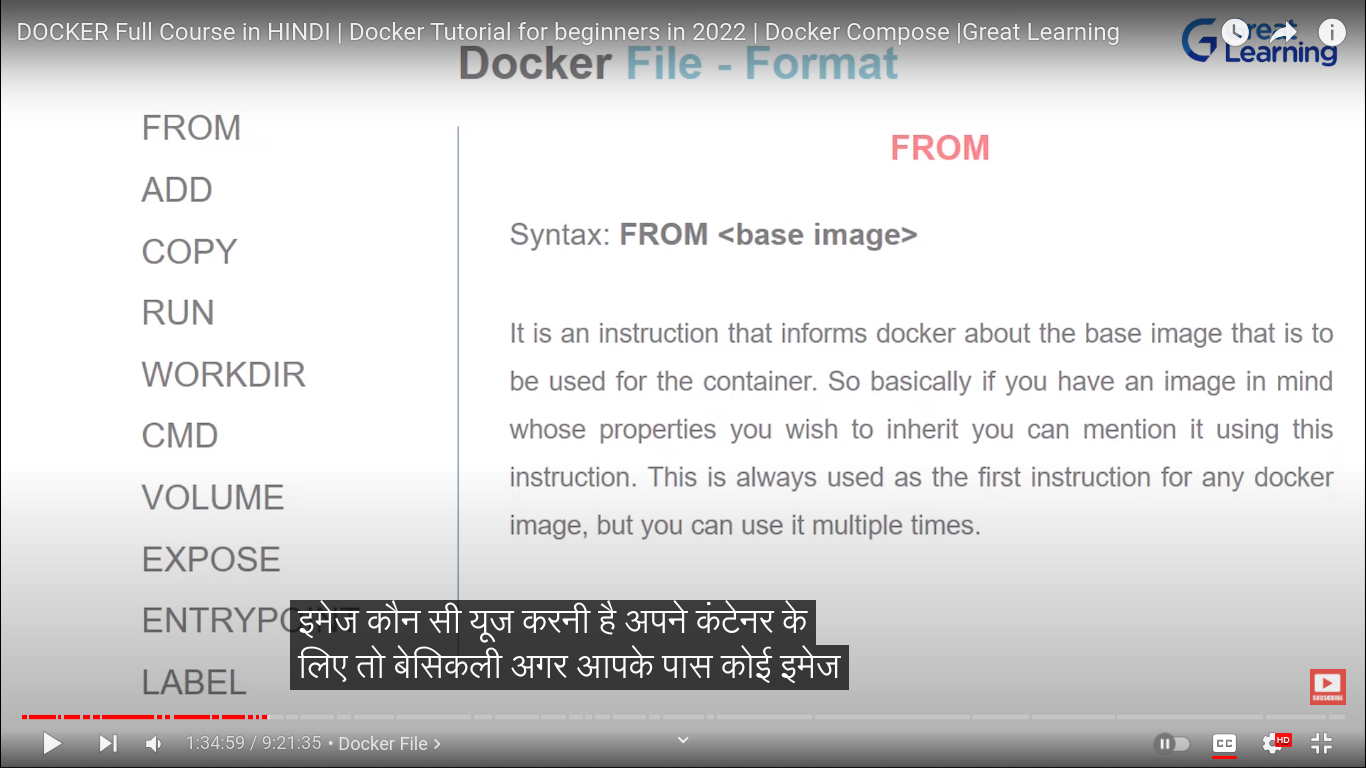 DOCKER Full Course in HINDI | Docker Tutorial for beginners in 2022 | Docker Compose |Great Learning
Great
Learning
Docker File - Format
FROM
ADD
COPY
RUN
WORKDIR
CMD
VOLUME
EXPOSE
LABEL
FROM
Syntax: FROM <base image>
It is an instruction that informs docker about the base image that is to
be used for the container. So basically if you have an image in mind
whose properties you wish to inherit you can mention it using this
instruction. This is always used as the first instruction for any docker
image, but you can use it multiple times.
इमेज कौन सी यूज करनी है अपने कंटेनर के
लिए तो बेसिकली अगर आपके पास कोई इमेज
SUBSCRIBE
1:34:59 / 9:21:35 • Docker File >
CC
HD